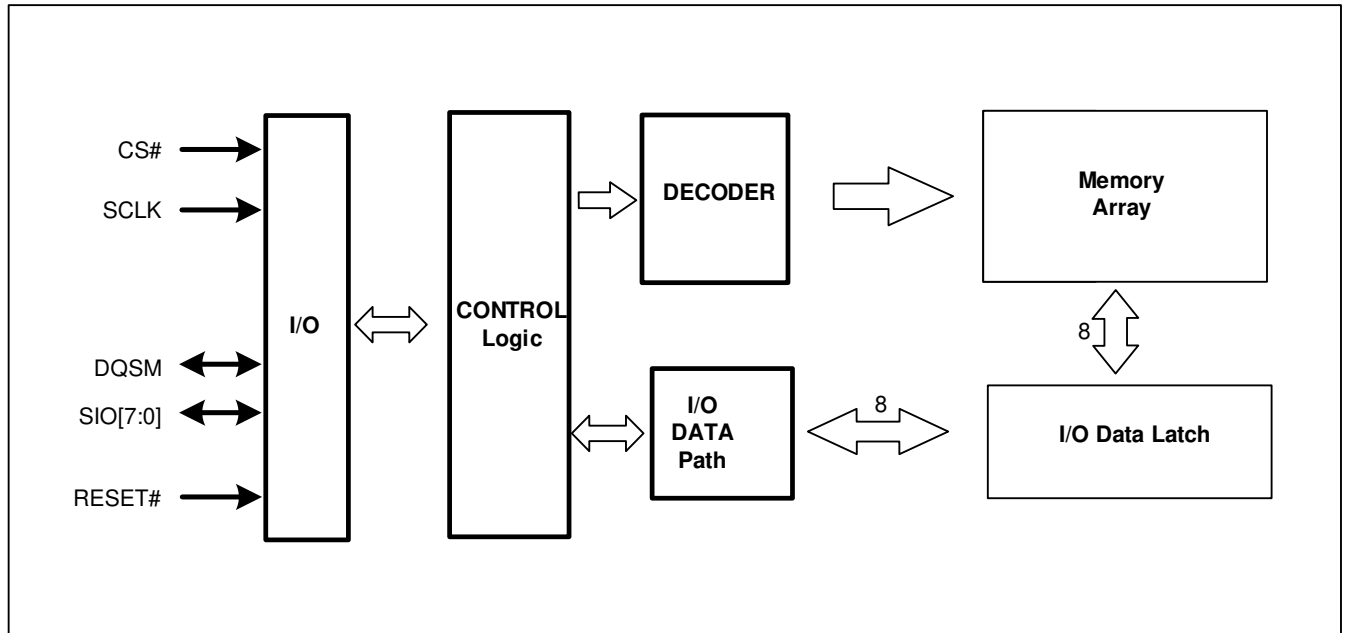 CS#
SCLK
DQSM
SIO[7:0]
RESET#
I/O
CONTROL
Logic
DECODER
I/O
DATA
Path
8
Memory
Array
8
I/O Data Latch